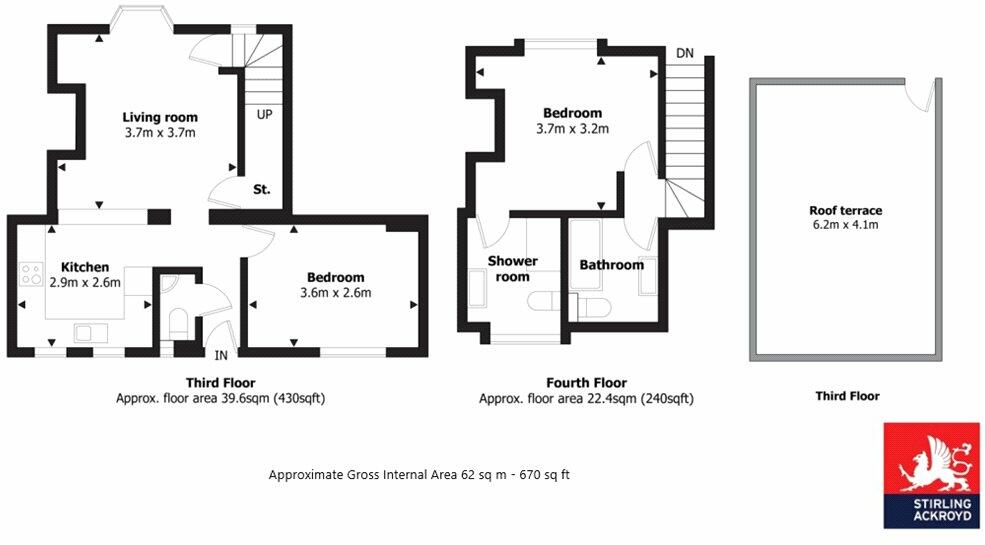 Living room
3.7m x 3.7m
UP
St.
Kitchen
2.9m x 2.6m
Bedroom
3.6m x 2.6m
IN
Third Floor
Approx. floor area 39.6sqm (430sqft)
DN
Bedroom
3.7m x 3.2m
Shower
room
Bathroom
Fourth Floor
Approx. floor area 22.4sqm (240sqft)
Roof terrace
6.2m x 4.1m
Third Floor
Approximate Gross Internal Area 62 sq m - 670 sq ft
STIRLING
ACKROYD